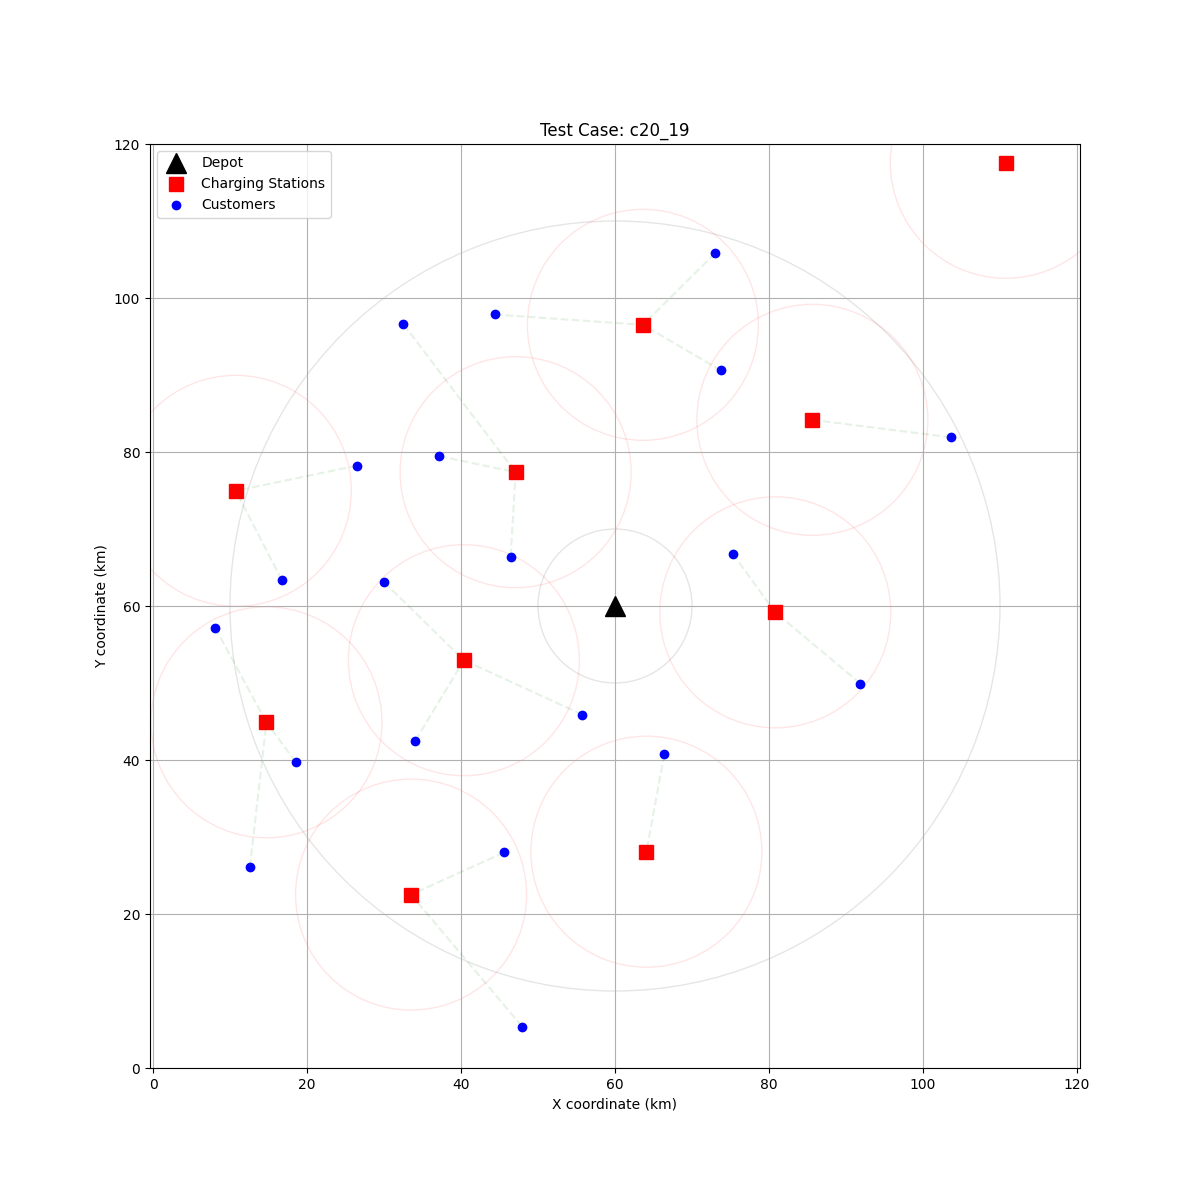 Test Case: c20_19
Depot
Charging Stations
Customers
120
100
80
60
40
20
0
Y coordinate (km)
0 20 40 60 80 100 120
X coordinate (km)